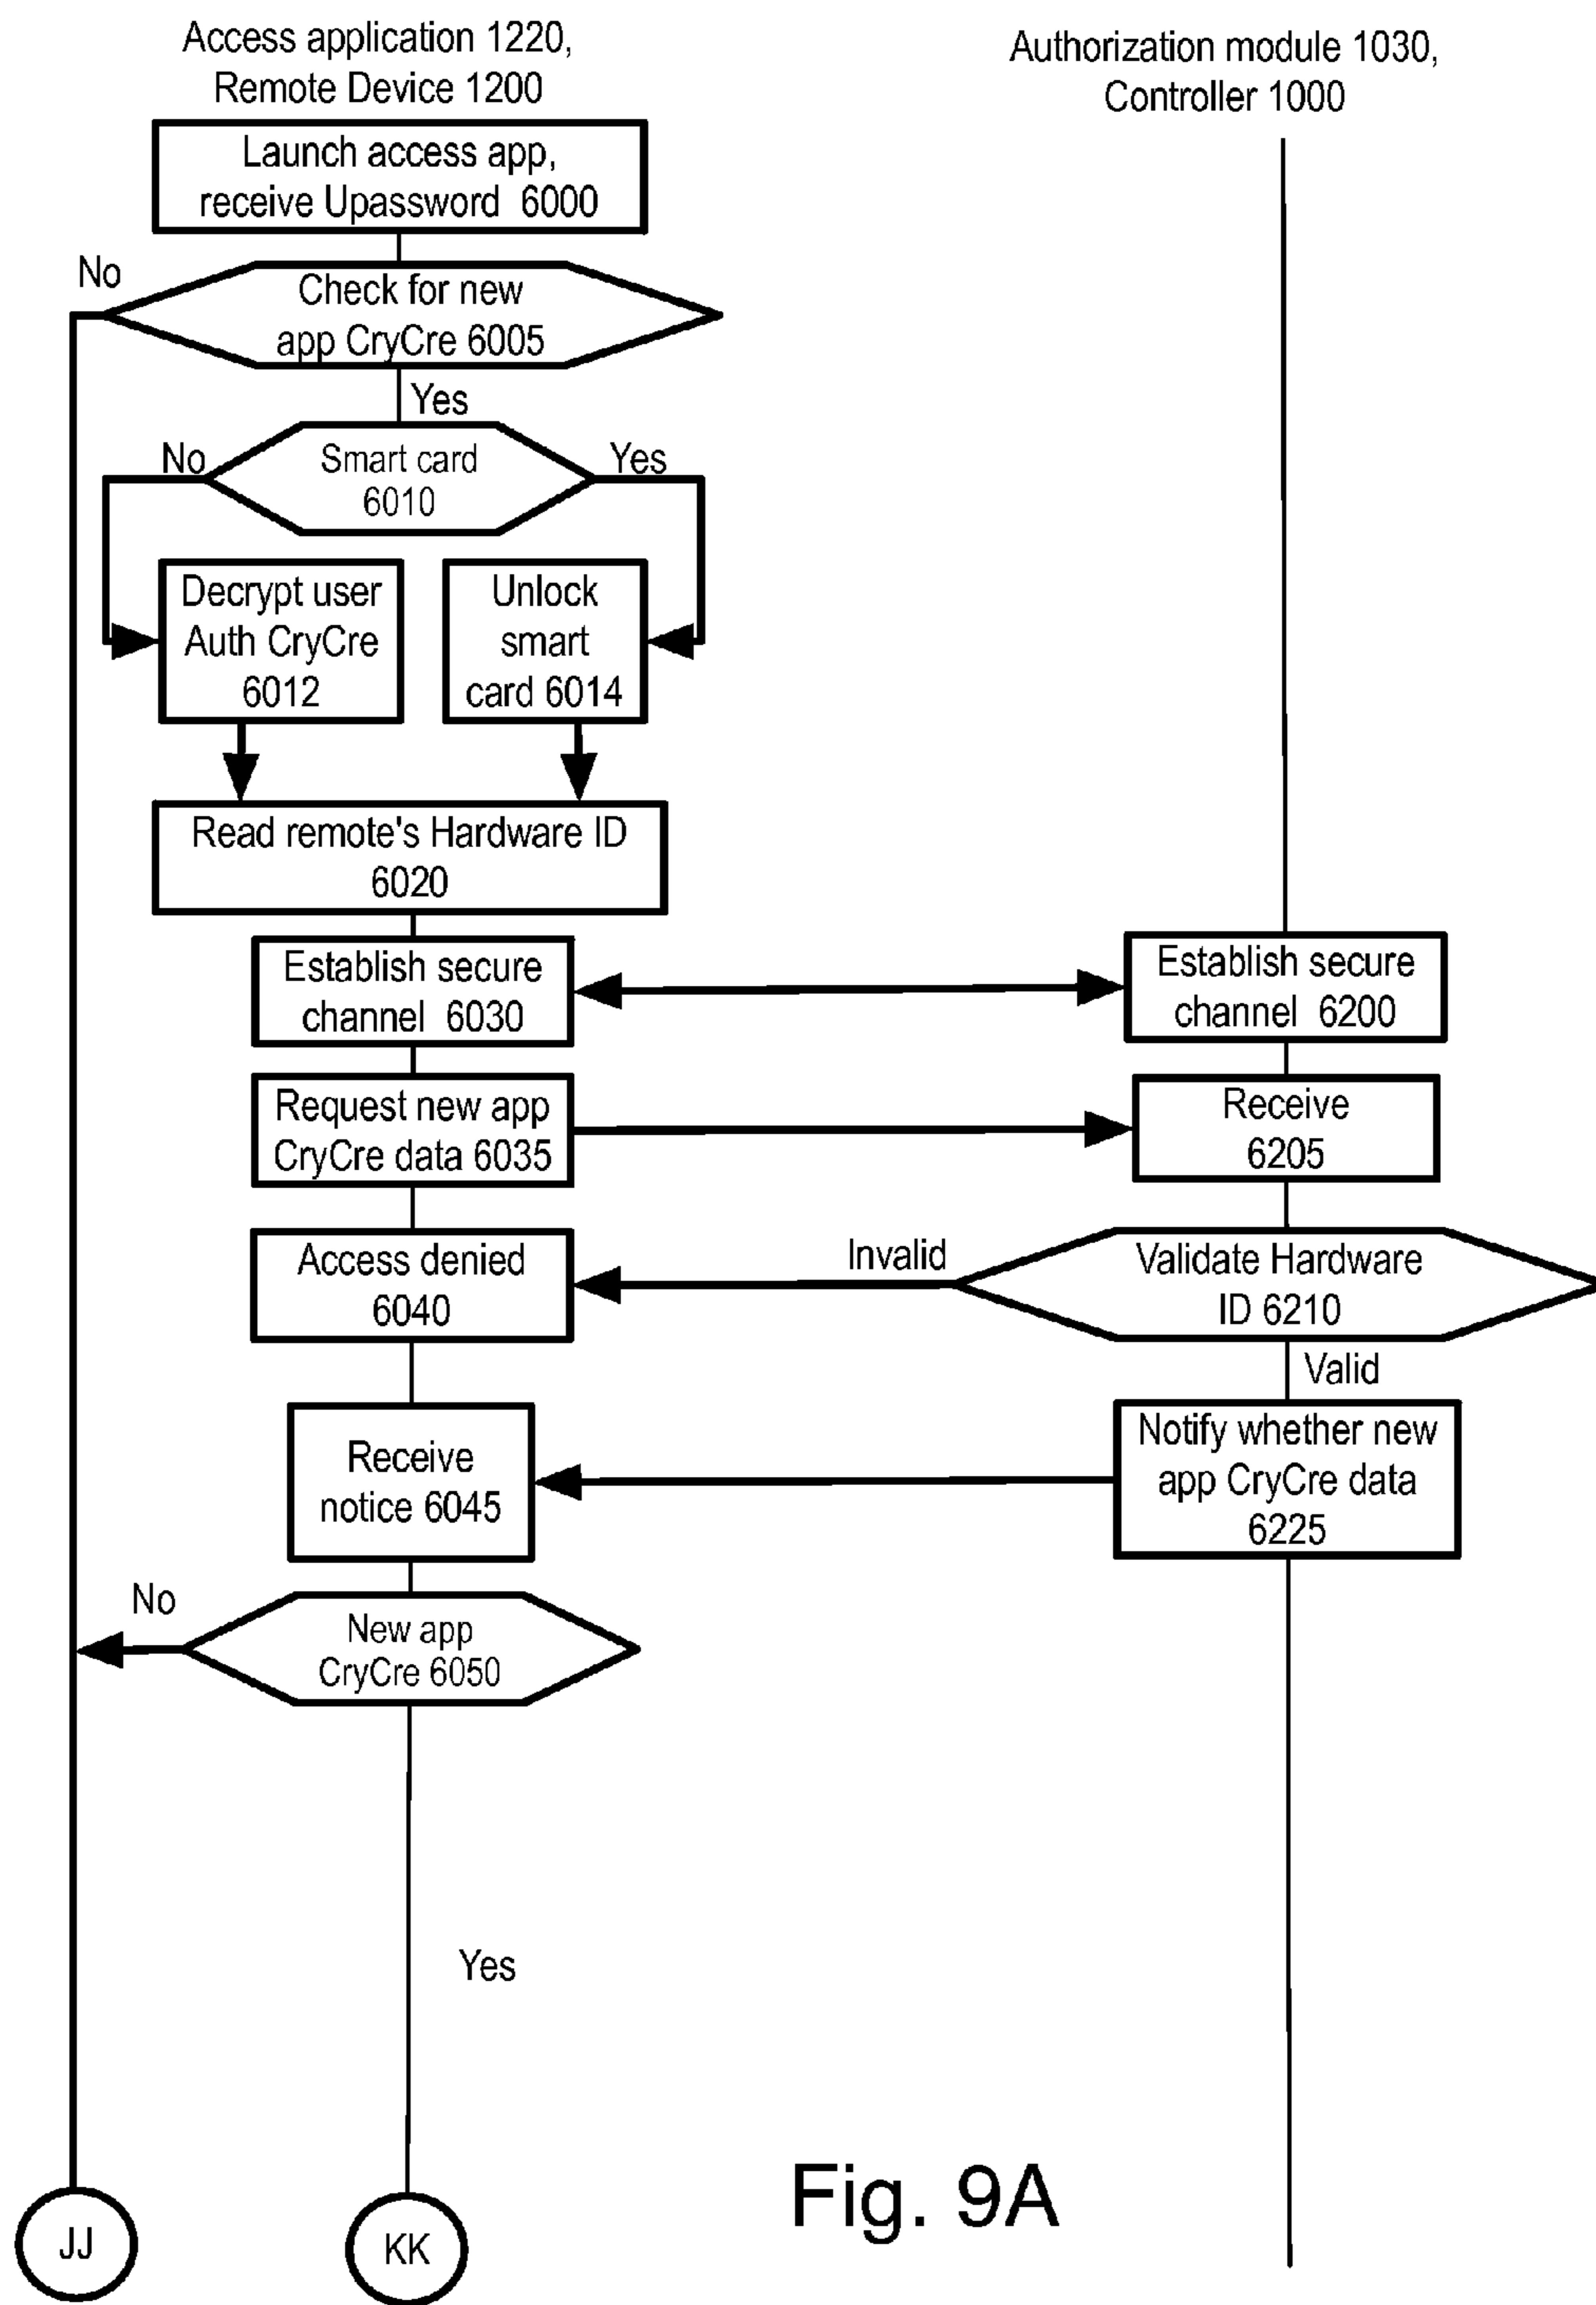 Access application 1220,
Remote Device 1200
Authorization module 1030,
Controller 1000
Launch access app,
receive Upassword 6000
No
Check for new
app CryCre 6005
Yes
No
Smart card
6010
Yes
Decrypt user
Auth CryCre
6012
Unlock
smart
card 6014
Read remote's Hardware ID
6020
Establish secure
channel 6030
Establish secure
channel 6200
Request new app
CryCre data 6035
Receive
6205
Access denied
6040
Invalid
Validate Hardware
ID 6210
Valid
Receive
notice 6045
Notify whether new
app CryCre data
6225
No
New app
CryCre 6050
Yes
JJ
KK
Fig. 9A